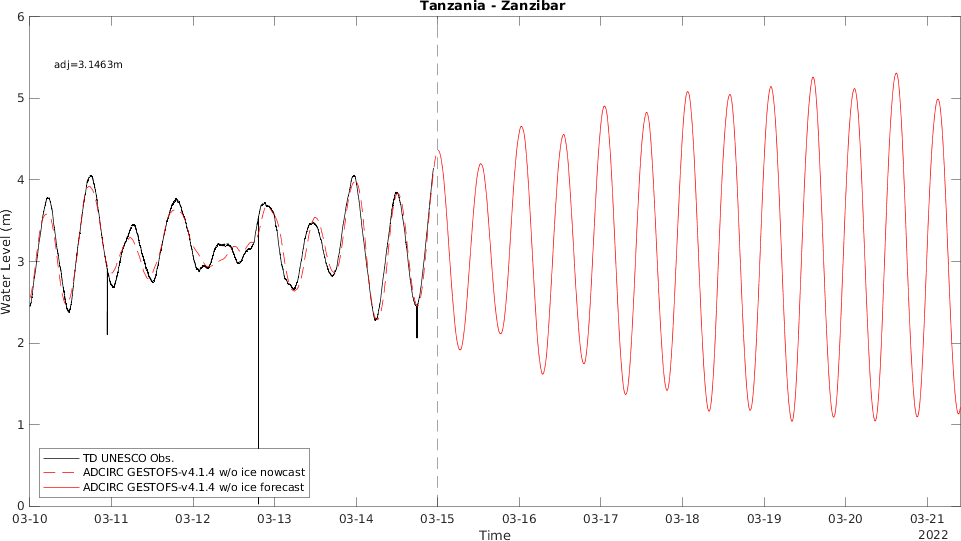 Tanzania - Zanzibar
6
adj=3.1463m
5
4
3
2
1
0
Water Level (m)
TD UNESCO Obs.
ADCIRC GESTOFS-v4.1.4 w/o ice nowcast
ADCIRC GESTOFS-v4.1.4 w/o ice forecast
03-10 03-11 03-12 03-13 03-14 03-15 03-16 03-17 03-18 03-19 03-20 03-21
Time
2022